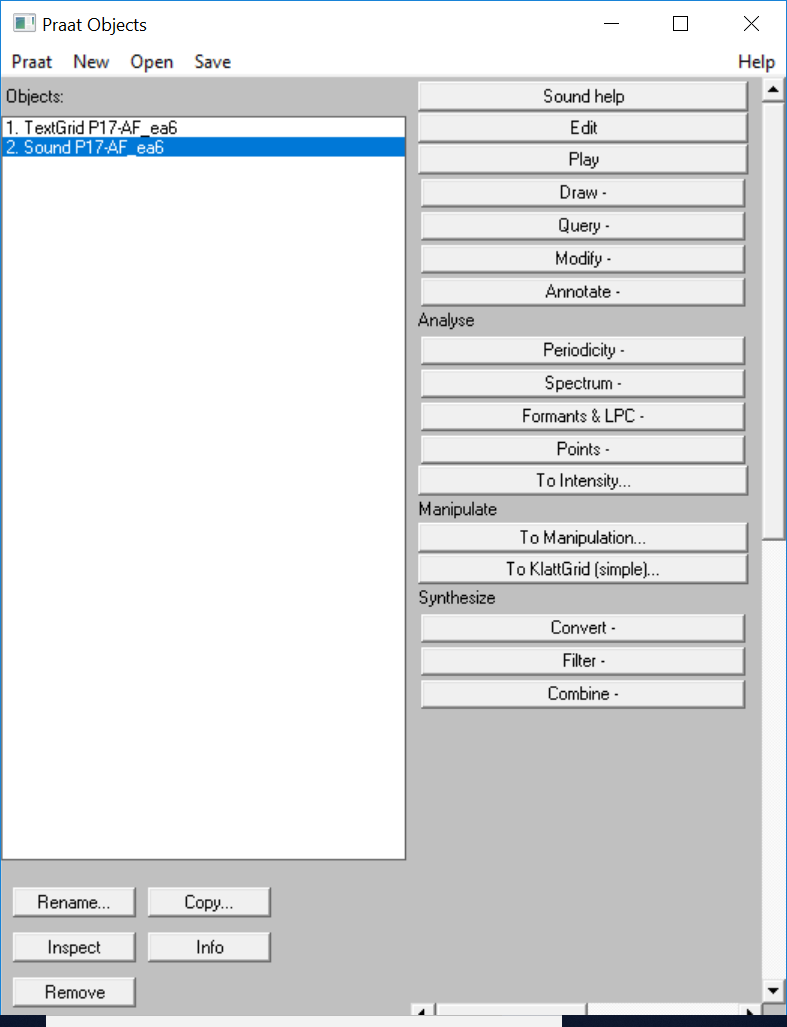 Praat Objects
Praat New Open Save Help
Objects:
1. TextGrid P17-AF_ea6
2. Sound P17-AF_ea6
Sound help
Edit
Play
Draw -
Query -
Modify -
Annotate -
Analyse
Periodicity -
Spectrum -
Formants & LPC -
Points -
To Intensity...
Manipulate
To Manipulation...
To KlattGrid (simple)...
Synthesize
Convert -
Filter -
Combine -
Rename... Copy...
Inspect Info
Remove